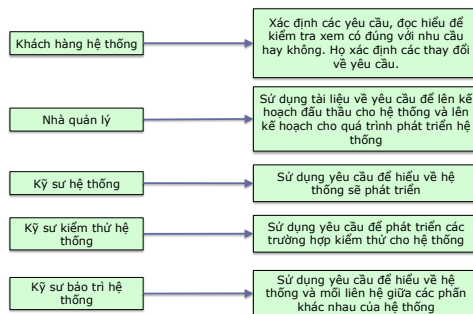 Khách hàng hệ thống
Xác định các yêu cầu, đọc hiểu để
kiểm tra xem có đúng với nhu cầu
hay không. Họ xác định các thay đổi
về yêu cầu.
Nhà quản lý
Sử dụng tài liệu về yêu cầu để lên kế
hoạch đấu thầu cho hệ thống và lên
kế hoạch cho quá trình phát triển hệ
thống
Kỹ sư hệ thống
Sử dụng yêu cầu để hiểu về hệ
thống sẽ phát triển
Kỹ sư kiểm thử hệ
thống
Sử dụng yêu cầu để phát triển các
trường hợp kiểm thử cho hệ thống
Kỹ sư bảo trì hệ
thống
Sử dụng yêu cầu để hiểu về hệ
thống và mối liên hệ giữa các phần
khác nhau của hệ thống